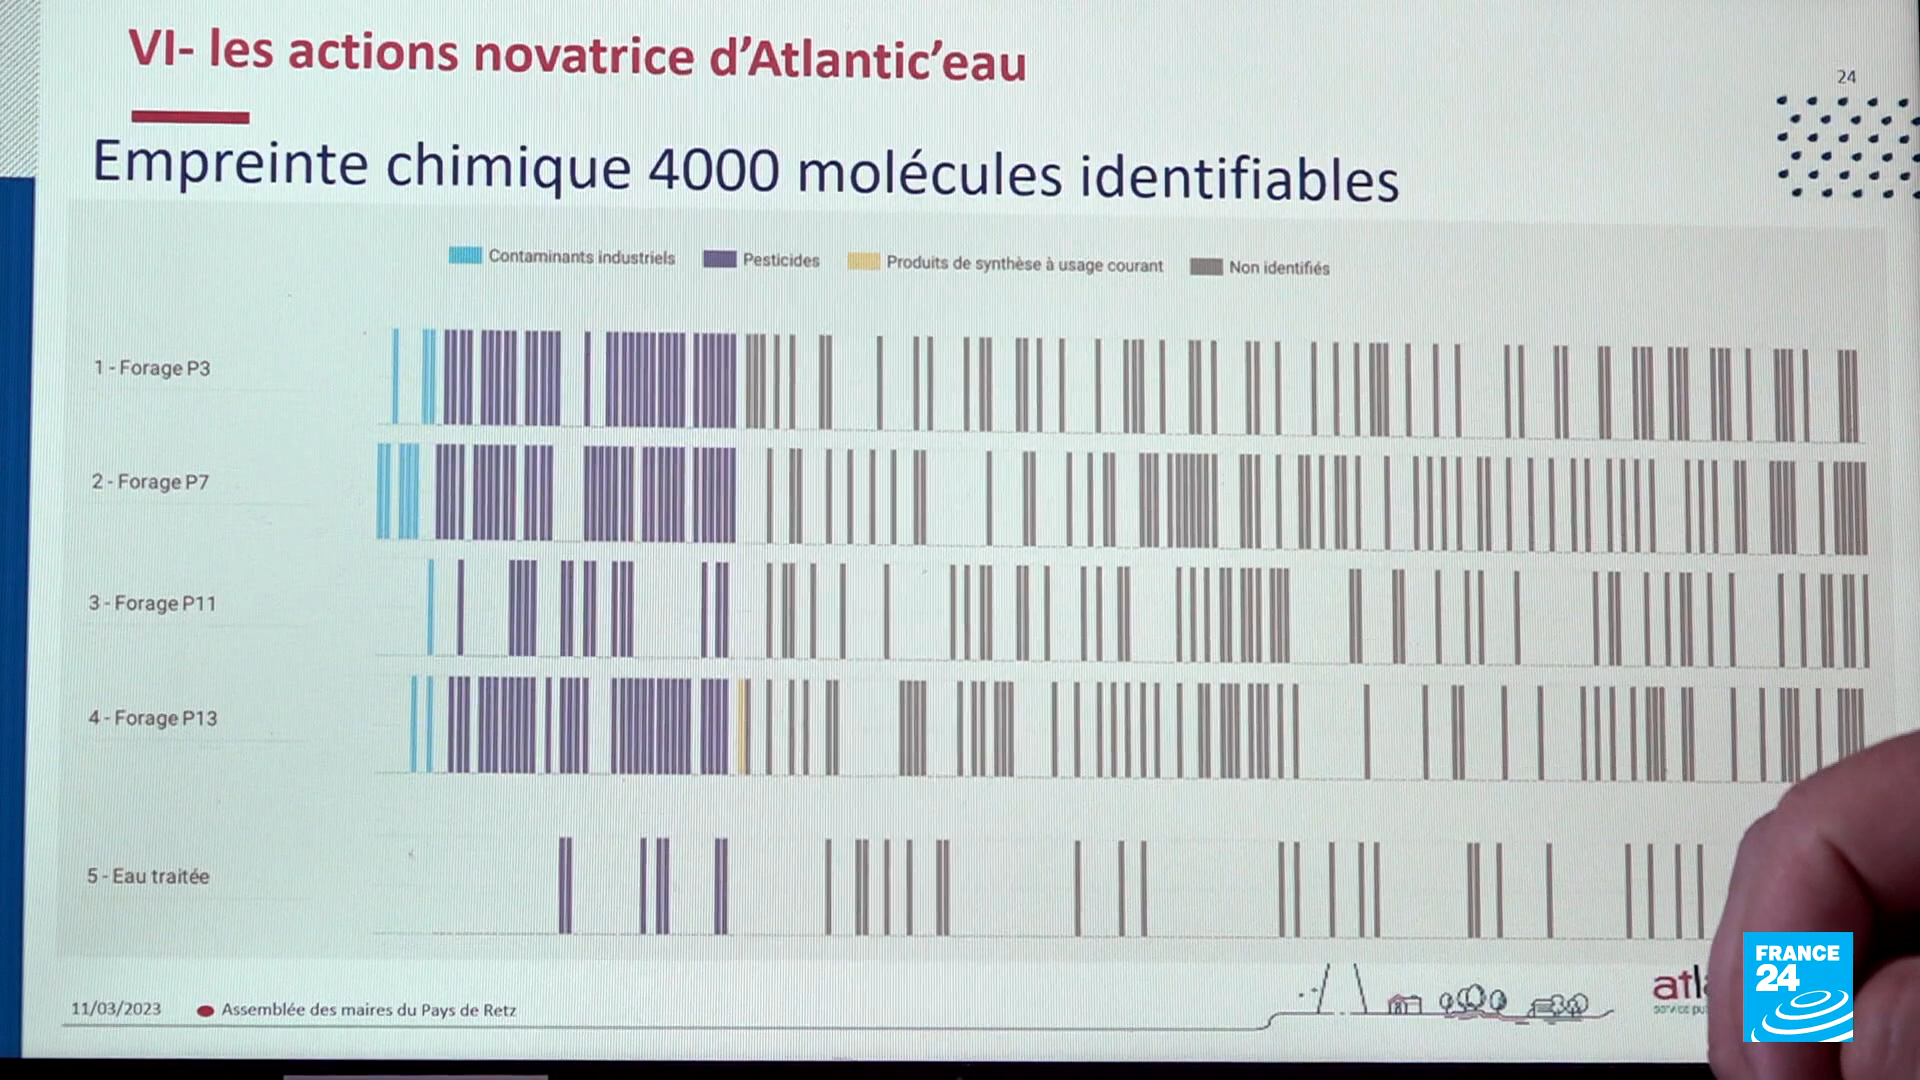 VI- les actions novatrice d'Atlantic'eau
24
Empreinte chimique 4000 molécules identifiables
Contaminants industriels Pesticides Produits de synthèse à usage courant Non identifiés
1 - Forage P3
2 - Forage P7
3 - Forage P11
4 - Forage P13
5 - Eau traitée
11/03/2023 Assemblée des maires du Pays de Retz
FRANCE
24